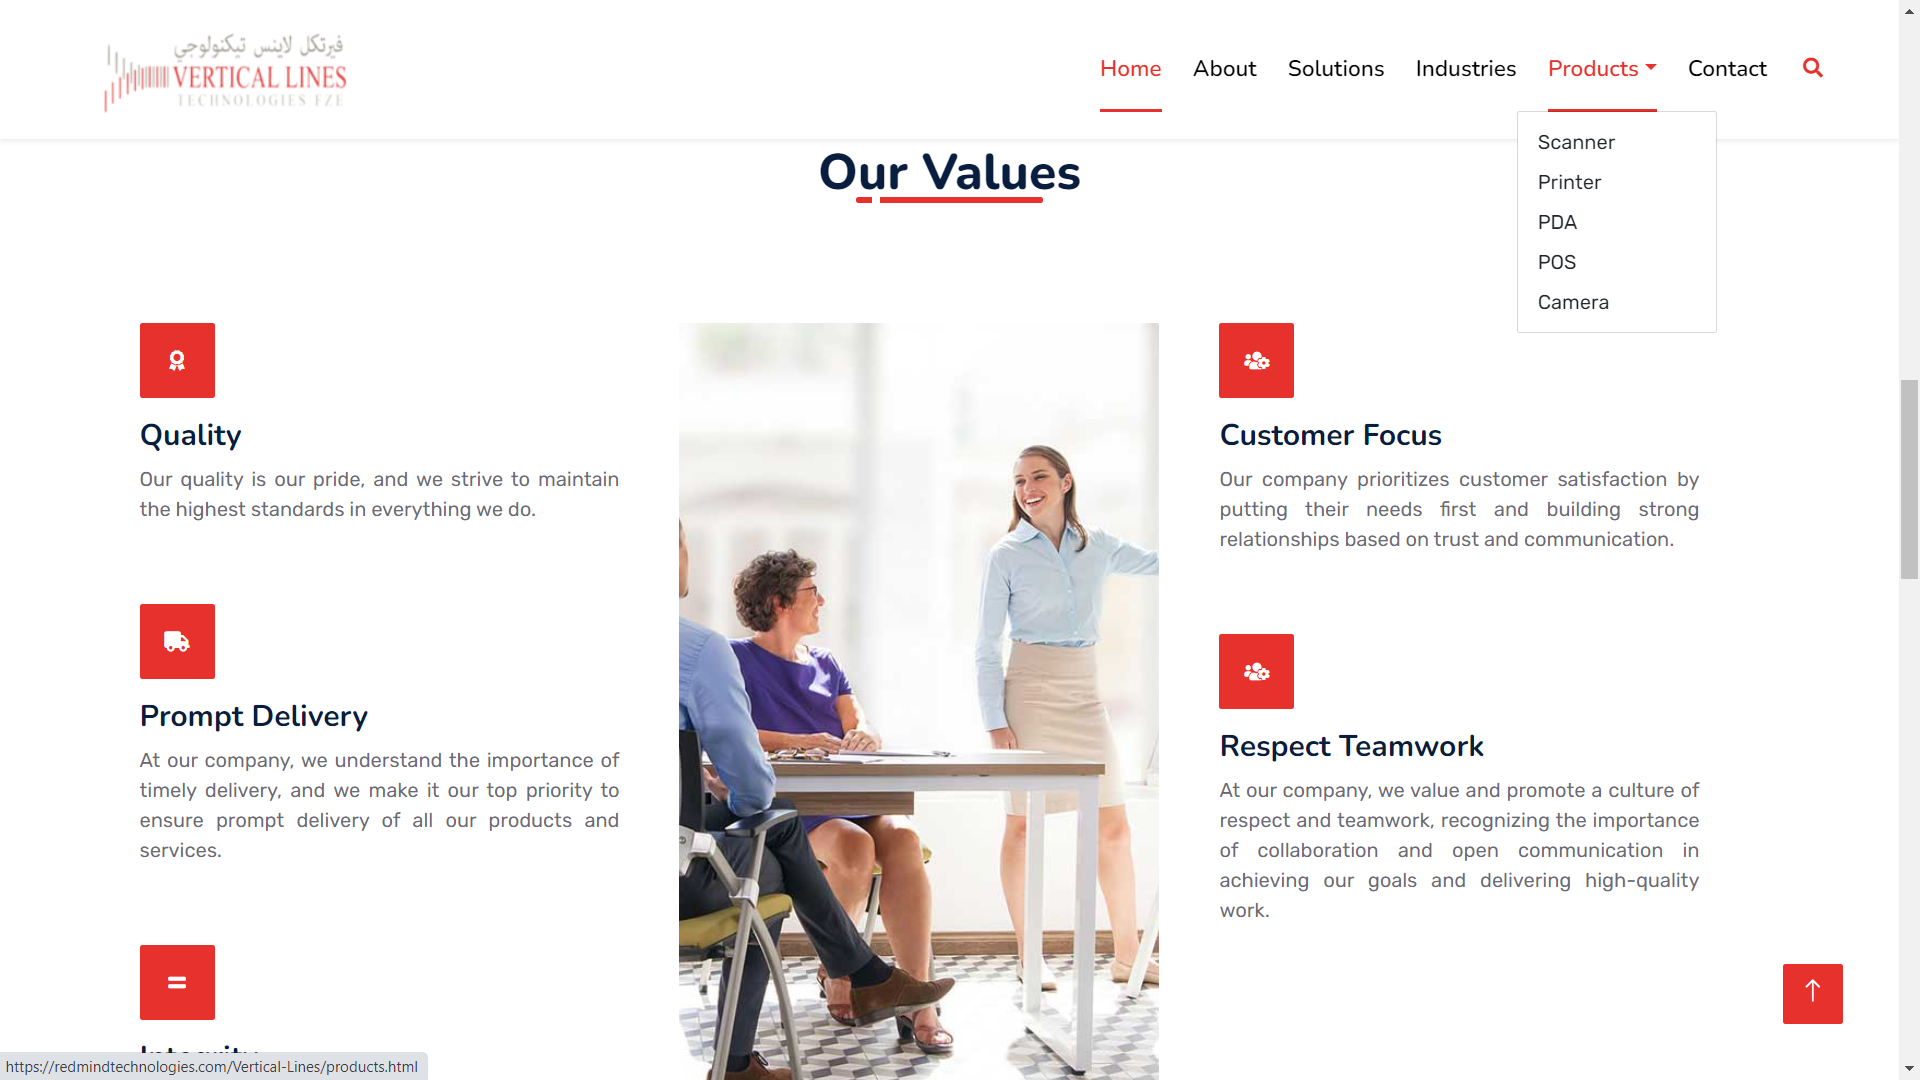 فيرتكل لاينس تيكنولوجي
VERTICAL LINES
TECHNOLOGIES FZE
Home About Solutions Industries Products Contact
Scanner
Printer
PDA
POS
Camera
Our Values
Quality
Our quality is our pride, and we strive to maintain
the highest standards in everything we do.
Prompt Delivery
At our company, we understand the importance of
timely delivery, and we make it our top priority to
ensure prompt delivery of all our products and
services.
Integrity
Customer Focus
Our company prioritizes customer satisfaction by
putting their needs first and building strong
relationships based on trust and communication.
Respect Teamwork
At our company, we value and promote a culture of
respect and teamwork, recognizing the importance
of collaboration and open communication in
achieving our goals and delivering high-quality
work.
https://redmindtechnologies.com/Vertical-Lines/products.html